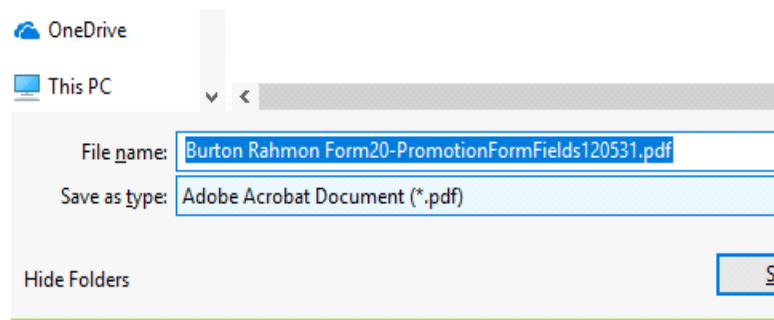 OneDrive
This PC
File name: Burton Rahmon Form20-PromotionFormFields120531.pdf
Save as type: Adobe Acrobat Document (*.pdf)
Hide Folders
S